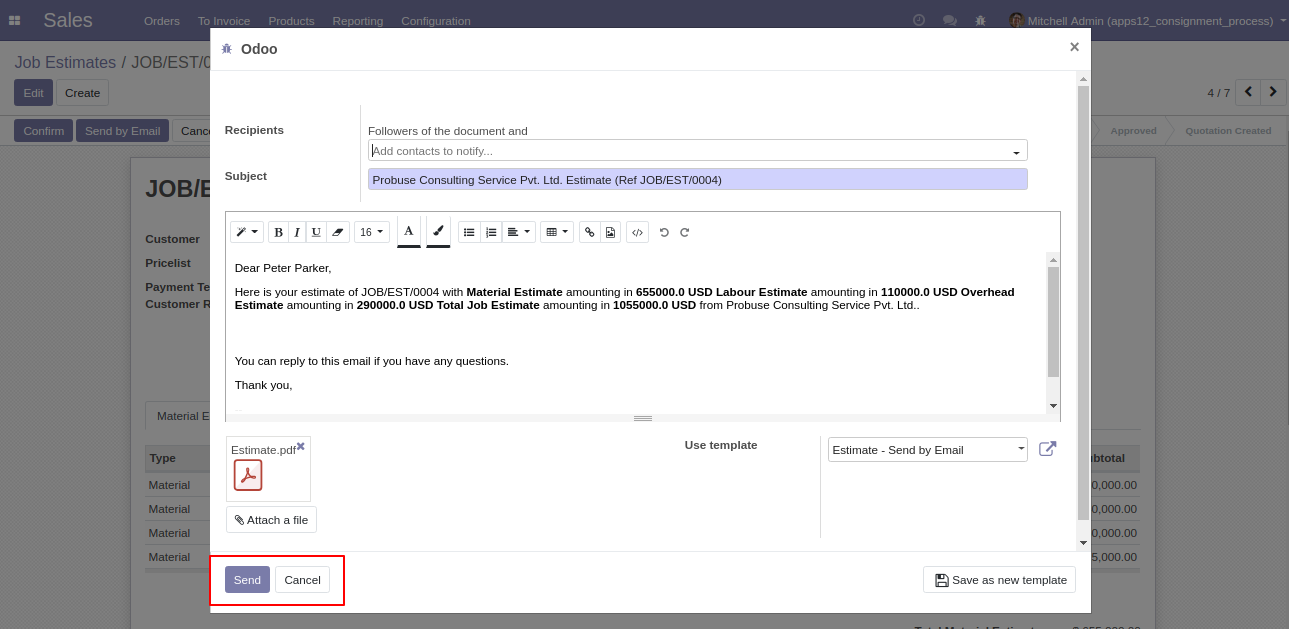 Sales
Orders To Invoice Products Reporting Configuration
Mitchell Admin (apps12_consignment_process)
Odoo
×
Job Estimates / JOB/EST/0
Edit Create
4 / 7
Confirm Send by Email Cance
Approved Quotation Created
JOB/E
Customer
Pricelist
Payment Te
Customer R
Material E
Type
Material
Material
Material
Material
btotal
0,000.00
0,000.00
0,000.00
5,000.00
Recipients
Followers of the document and
Add contacts to notify...
Subject
Probuse Consulting Service Pvt. Ltd. Estimate (Ref JOB/EST/0004)
B I U 16 A </>
Dear Peter Parker,
Here is your estimate of JOB/EST/0004 with Material Estimate amounting in 655000.0 USD Labour Estimate amounting in 110000.0 USD Overhead
Estimate amounting in 290000.0 USD Total Job Estimate amounting in 1055000.0 USD from Probuse Consulting Service Pvt. Ltd..
You can reply to this email if you have any questions.
Thank you,
Estimate.pdf
Use template
Estimate - Send by Email
Attach a file
Send Cancel
Save as new template